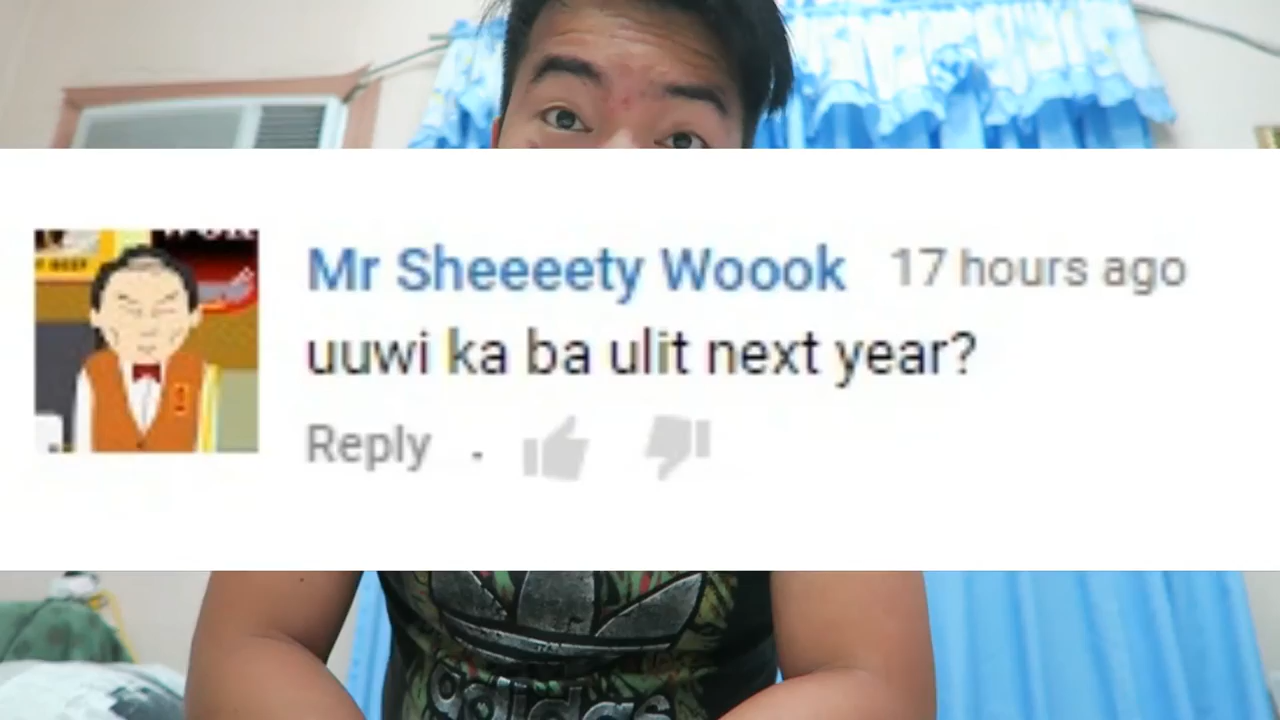 Mr Sheeeety Woook 17 hours ago
uuwi ka ba ulit next year?
Reply .
adidas